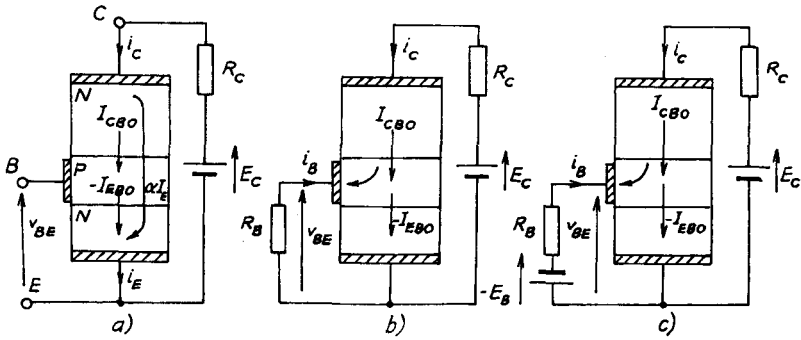 C
i_C
R_C
N
I_CBO
B
P
-I_EBO
αI_E
E_C
v_BE
N
E
i_E
a)
i_C
R_C
I_CBO
i_B
E_C
R_B
v_BE
-I_EBO
b)
i_C
R_C
I_CBO
i_B
E_C
R_B
v_BE
-I_EBO
-E_B
c)